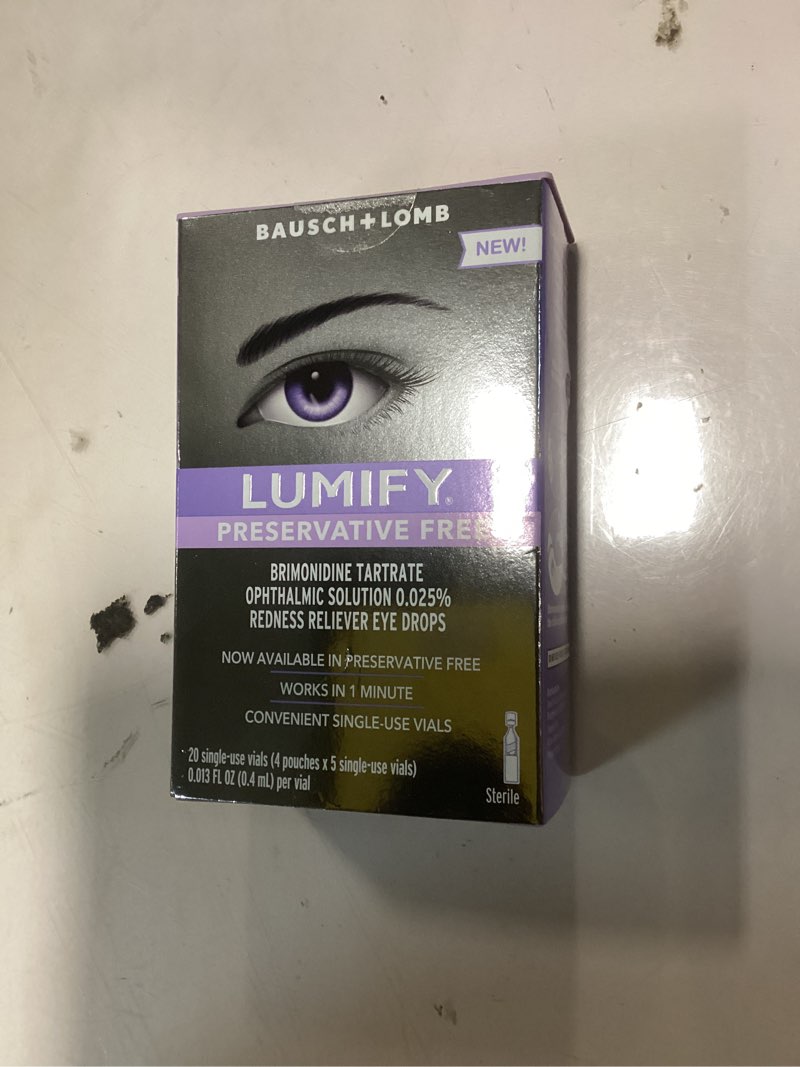 BAUSCH+LOMB
NEW!
LUMIFY®
PRESERVATIVE FREE
BRIMONIDINE TARTRATE
OPHTHALMIC SOLUTION 0.025%
REDNESS RELIEVER EYE DROPS
NOW AVAILABLE IN PRESERVATIVE FREE
WORKS IN 1 MINUTE
CONVENIENT SINGLE-USE VIALS
20 single-use vials (4 pouches x 5 single-use vials)
0.013 FL OZ (0.4 mL) per vial
Sterile